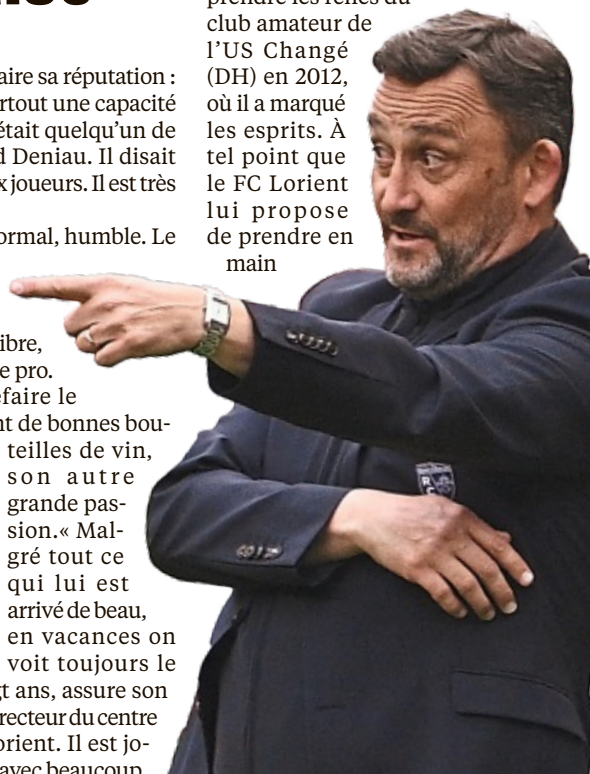 aire sa réputation :
rtout une capacité
était quelqu'un de
d Deniau. Il disait
x joueurs. Il est très
ormal, humble. Le
ibre,
e pro.
efaire le
nt de bonnes bou-
teilles de vin,
son autre
grande pas-
sion.« Mal-
gré tout ce
qui lui est
arrivé de beau,
en vacances on
voit toujours le
gt ans, assure son
recteur du centre
orient. Il est jo-
avec beaucoup
prendre les rênes du
club amateur de
l'US Changé
(DH) en 2012,
où il a marqué
les esprits. À
tel point que
le FC Lorient
lui propose
de prendre en
main